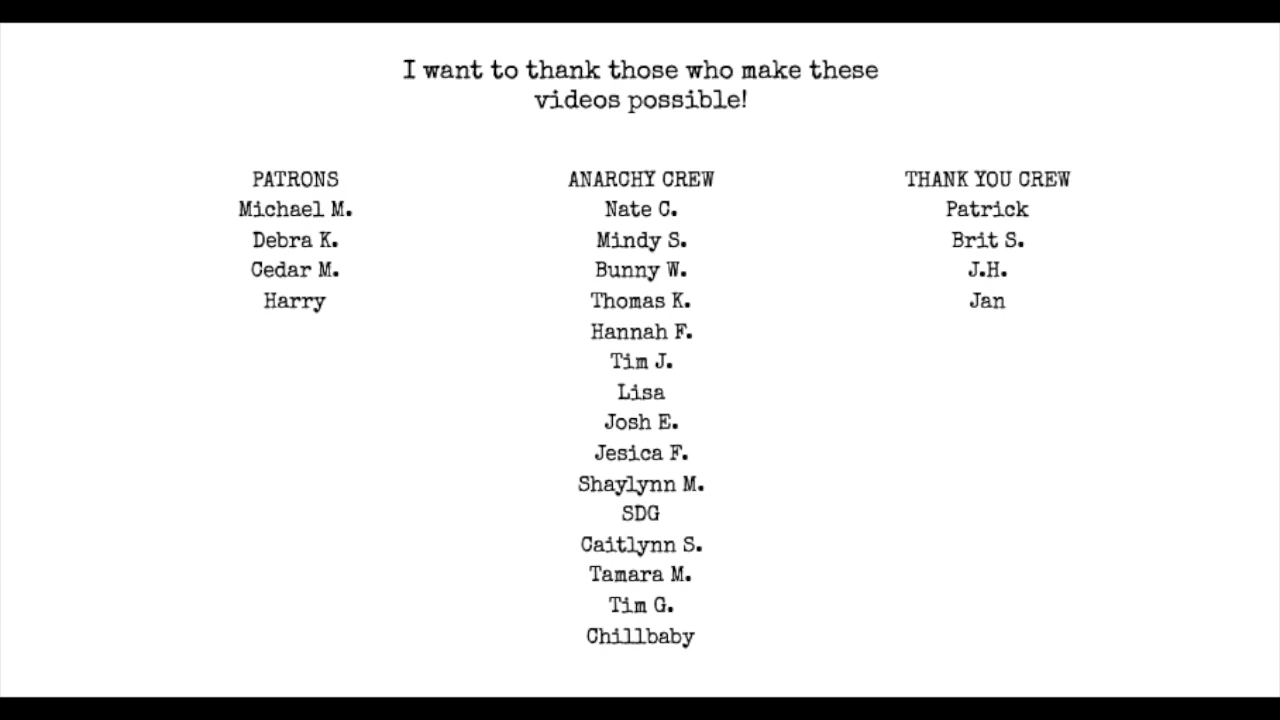 I want to thank those who make these
videos possible!
PATRONS
Michael M.
Debra K.
Cedar M.
Harry
ANARCHY CREW
Nate C.
Mindy S.
Bunny W.
Thomas K.
Hannah F.
Tim J.
Lisa
Josh E.
Jesica F.
Shaylynn M.
SDG
Caitlynn S.
Tamara M.
Tim G.
Chillbaby
THANK YOU CREW
Patrick
Brit S.
J.H.
Jan